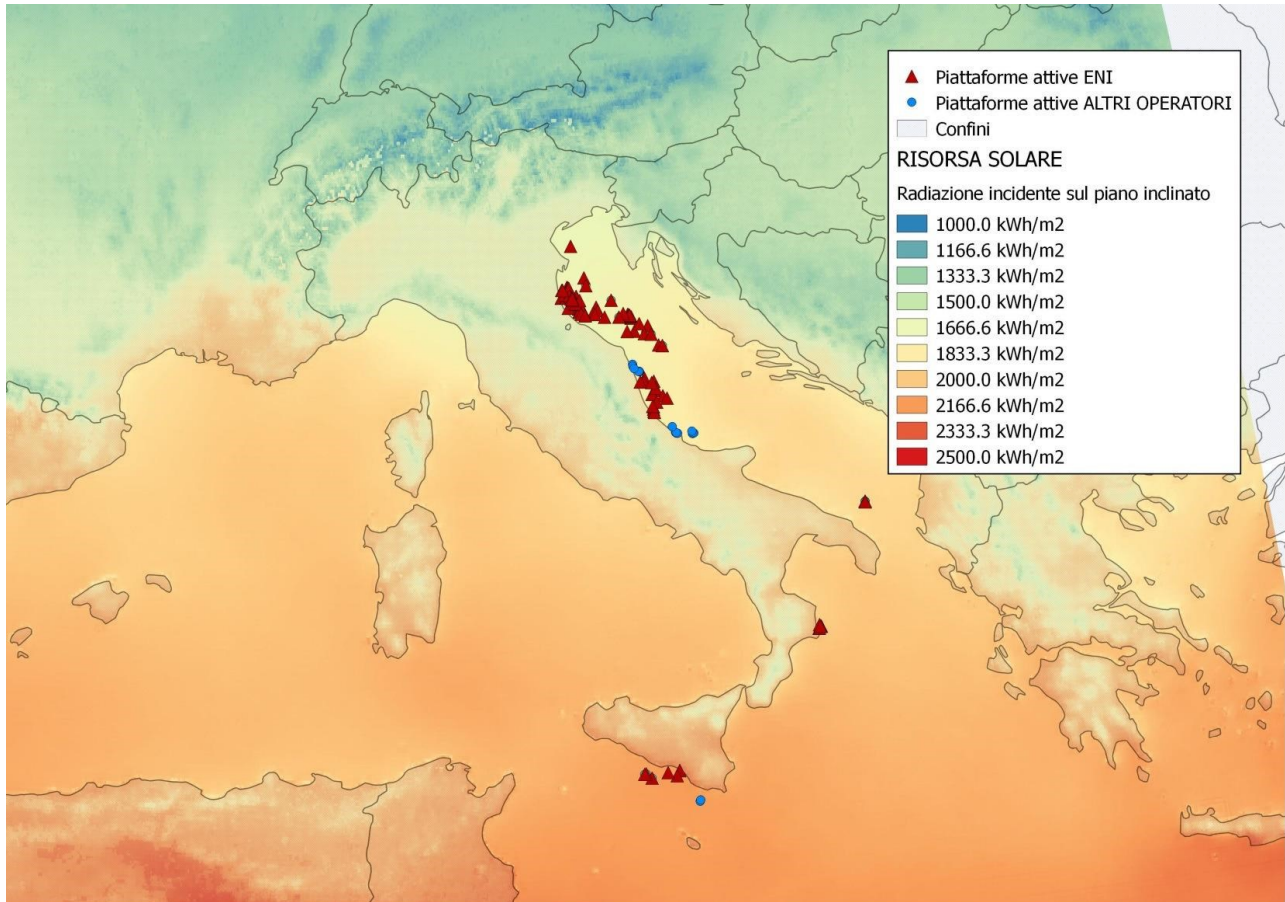 Piattaforme attive ENI
Piattaforme attive ALTRI OPERATORI
Confini
RISORSA SOLARE
Radiazione incidente sul piano inclinato
1000.0 kWh/m2
1166.6 kWh/m2
1333.3 kWh/m2
1500.0 kWh/m2
1666.6 kWh/m2
1833.3 kWh/m2
2000.0 kWh/m2
2166.6 kWh/m2
2333.3 kWh/m2
2500.0 kWh/m2